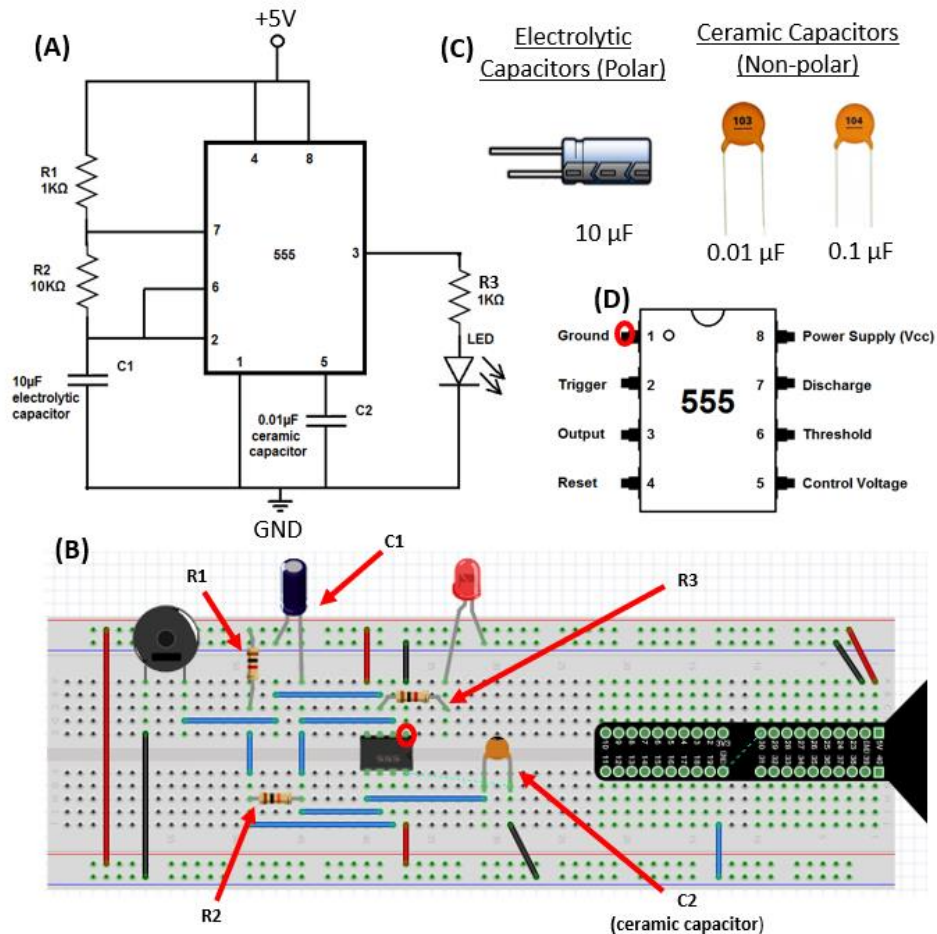 (A)
+5V
R1
1KΩ
R2
10KΩ
4
8
7
6
2
555
3
1
5
R3
1KΩ
LED
C1
10µF
electrolytic
capacitor
0.01µF
ceramic
capacitor
C2
GND
(C)
Electrolytic
Capacitors (Polar)
10 µF
Ceramic Capacitors
(Non-polar)
103
104
0.01 µF
0.1 µF
(D)
Ground
1
8
Power Supply (Vcc)
Trigger
2
7
Discharge
555
Output
3
6
Threshold
Reset
4
5
Control Voltage
(B)
R1
C1
R3
555
R2
C2
(ceramic capacitor)